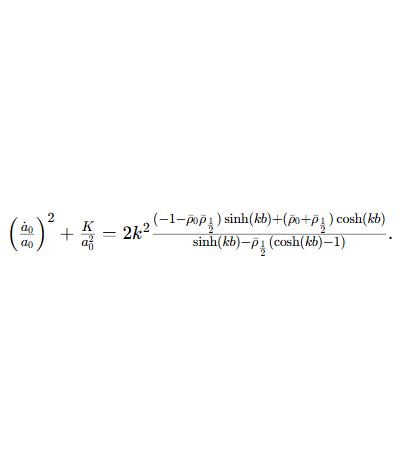 \left(\frac{\dot{a}_0}{a_0}\right)^2 + \frac{K}{a_0^2} = 2k^2 \frac{(-1-\bar{\rho}_0\bar{\rho}_{\frac{1}{2}})\sinh(kb)+(\bar{\rho}_0+\bar{\rho}_{\frac{1}{2}})\cosh(kb)}{\sinh(kb)-\bar{\rho}_{\frac{1}{2}}(\cosh(kb)-1)}.